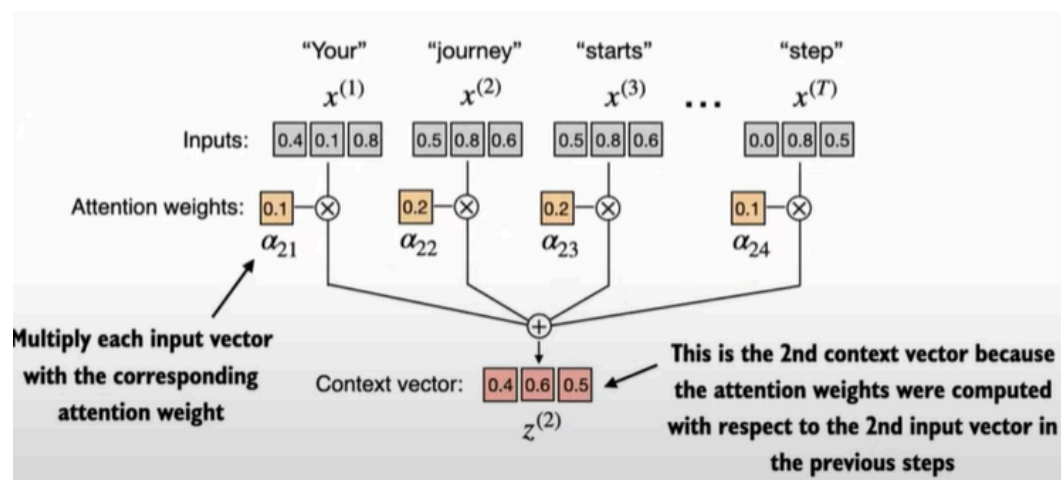 “Your” “journey” “starts” “step”
x(1) x(2) x(3) ... x(T)
Inputs: 0.4 0.1 0.8 0.5 0.8 0.6 0.5 0.8 0.6 0.0 0.8 0.5
Attention weights: 0.1 0.2 0.2 0.1
α21 α22 α23 α24
Multiply each input vector
with the corresponding
attention weight
Context vector: 0.4 0.6 0.5
z(2)
This is the 2nd context vector because
the attention weights were computed
with respect to the 2nd input vector in
the previous steps